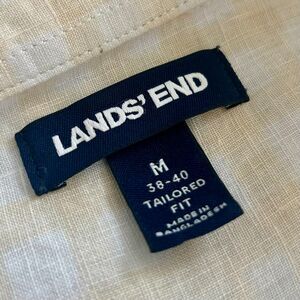 LANDS' END
M
38-40
TAILORED
FIT
MADE IN
BANGLADESH